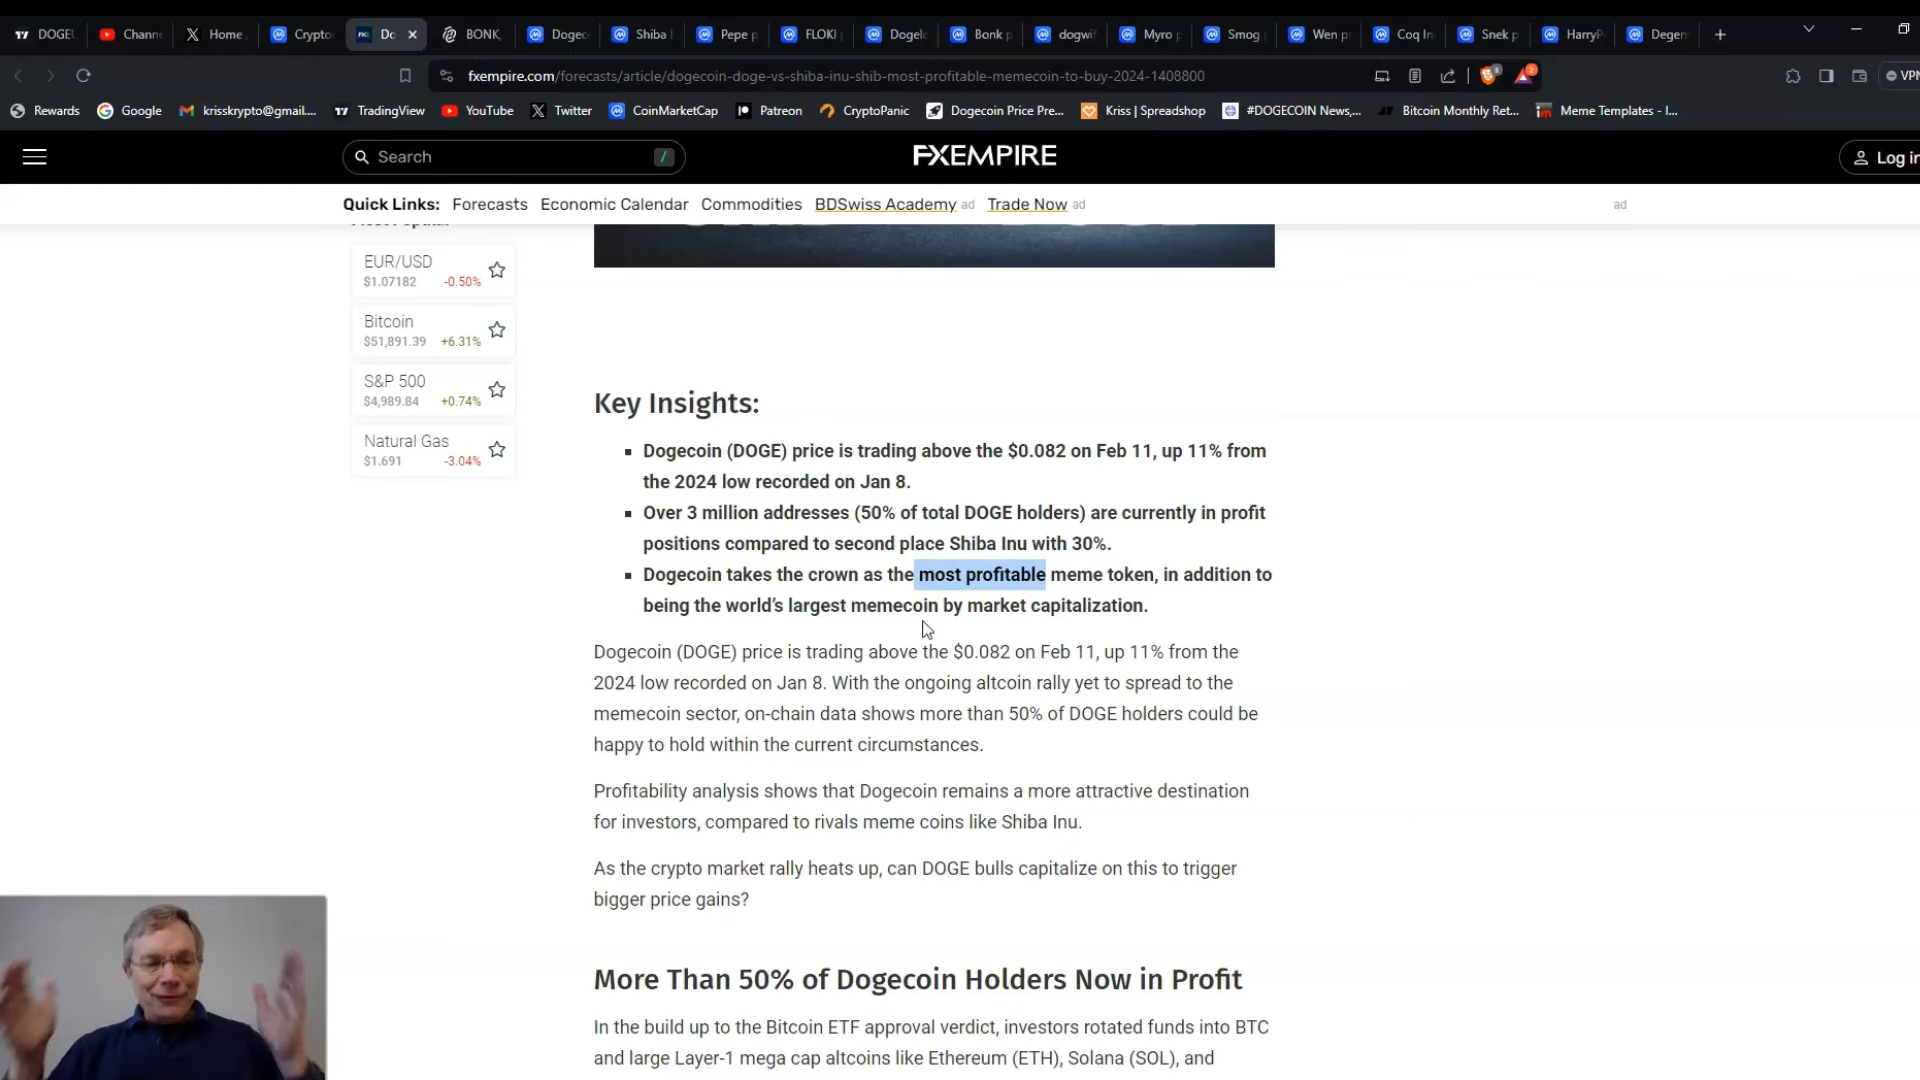 DOGEU
Chann
Home
Crypto
Do
BONK,
Dogec
Shiba I
Pepe p
FLOKI
Dogelo
Bonk p
dogwif
Myro p
Smog
Wen p
Coq In
Snek p
HarryP
Degen
fxempire.com/forecasts/article/dogecoin-doge-vs-shiba-inu-shib-most-profitable-memecoin-to-buy-2024-1408800
VPN
Rewards
Google
krisskrypto@gmail....
TradingView
YouTube
Twitter
CoinMarketCap
Patreon
CryptoPanic
Dogecoin Price Pre...
Kriss | Spreadshop
#DOGECOIN News,...
Bitcoin Monthly Ret...
Meme Templates - I...
Search /
FXEMPIRE
Log in
Quick Links: Forecasts Economic Calendar Commodities BDSwiss Academy ad Trade Now ad
ad
EUR/USD
$1.07182 -0.50%
Bitcoin
$51,891.39 +6.31%
S&P 500
$4,989.84 +0.74%
Natural Gas
$1.691 -3.04%
Key Insights:
Dogecoin (DOGE) price is trading above the $0.082 on Feb 11, up 11% from
the 2024 low recorded on Jan 8.
Over 3 million addresses (50% of total DOGE holders) are currently in profit
positions compared to second place Shiba Inu with 30%.
Dogecoin takes the crown as the most profitable meme token, in addition to
being the world’s largest memecoin by market capitalization.
Dogecoin (DOGE) price is trading above the $0.082 on Feb 11, up 11% from the
2024 low recorded on Jan 8. With the ongoing altcoin rally yet to spread to the
memecoin sector, on-chain data shows more than 50% of DOGE holders could be
happy to hold within the current circumstances.
Profitability analysis shows that Dogecoin remains a more attractive destination
for investors, compared to rivals meme coins like Shiba Inu.
As the crypto market rally heats up, can DOGE bulls capitalize on this to trigger
bigger price gains?
More Than 50% of Dogecoin Holders Now in Profit
In the build up to the Bitcoin ETF approval verdict, investors rotated funds into BTC
and large Layer-1 mega cap altcoins like Ethereum (ETH), Solana (SOL), and